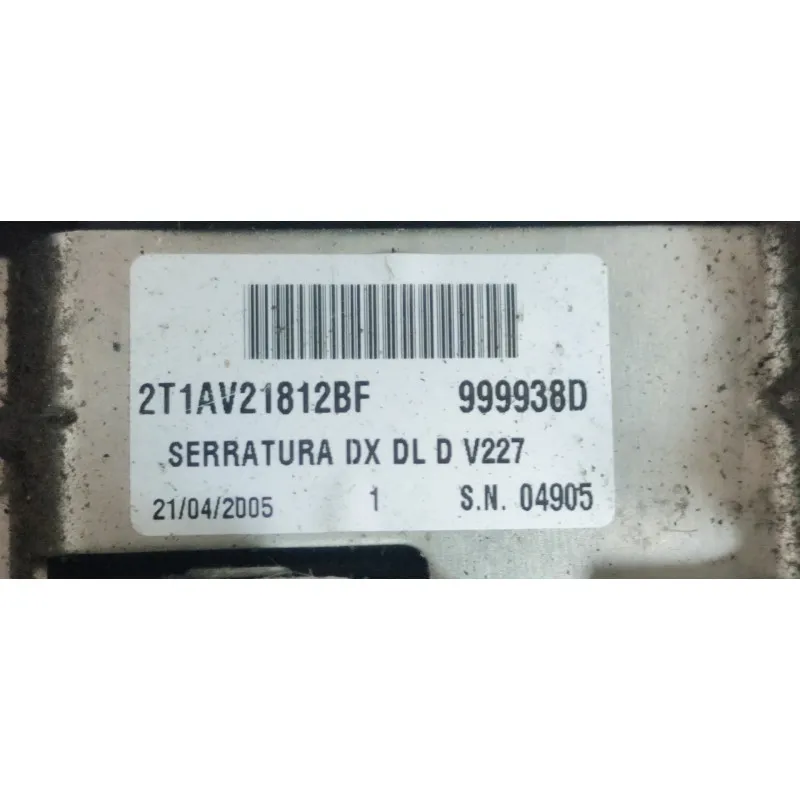 2T1AV21812BF 999938D
SERRATURA DX DL D V227
21/04/2005 1 S.N. 04905